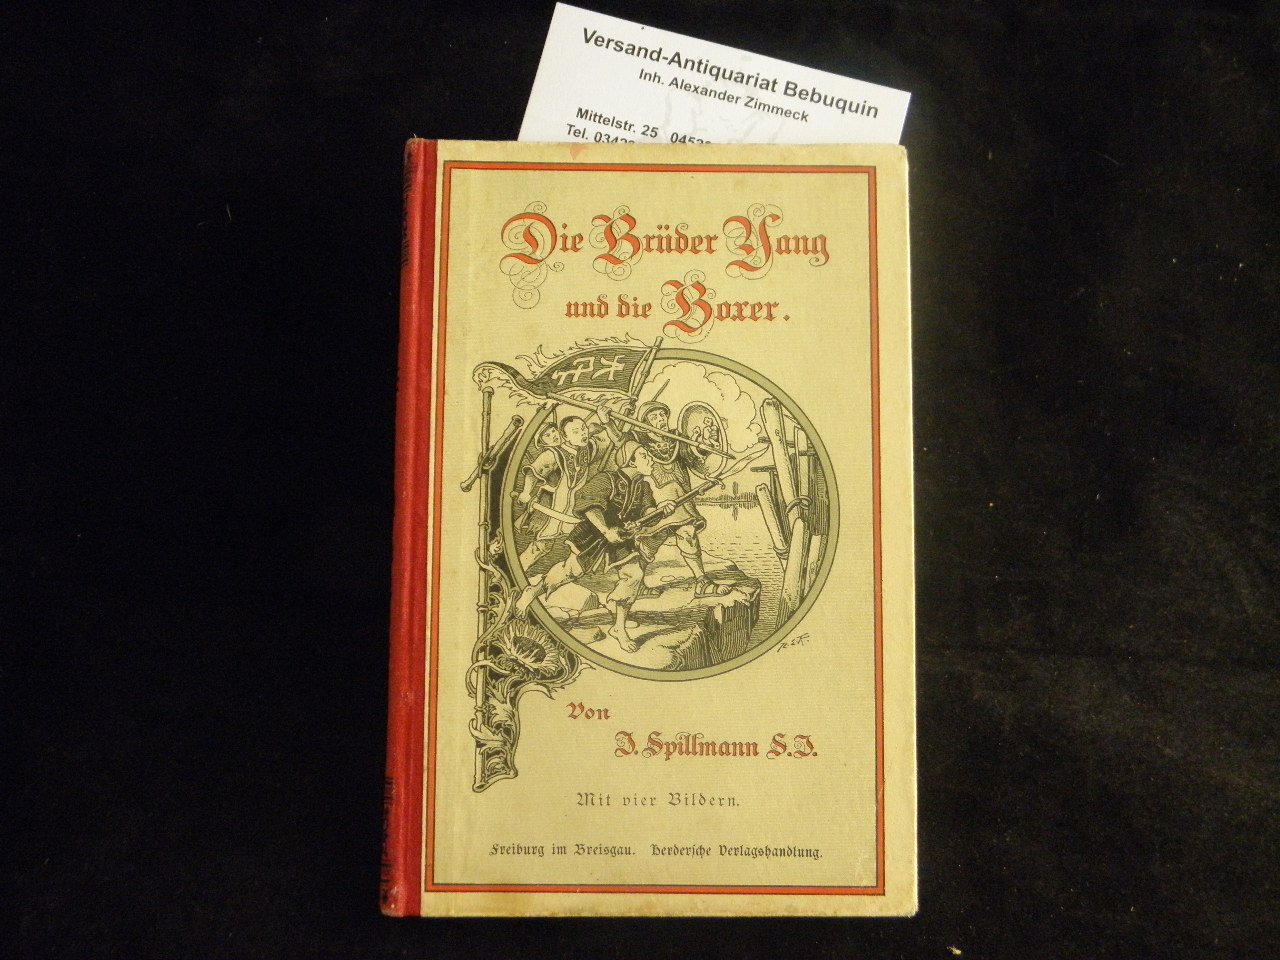 Versand-Antiquariat Bebuquin
Inh. Alexander Zimmeck
Mittelstr. 25
Tel.
Die Brüder Yang
und die Boxer.
Von
J. Spillmann S.J.
Mit vier Bildern.
Freiburg im Breisgau. Herdersche Verlagshandlung.